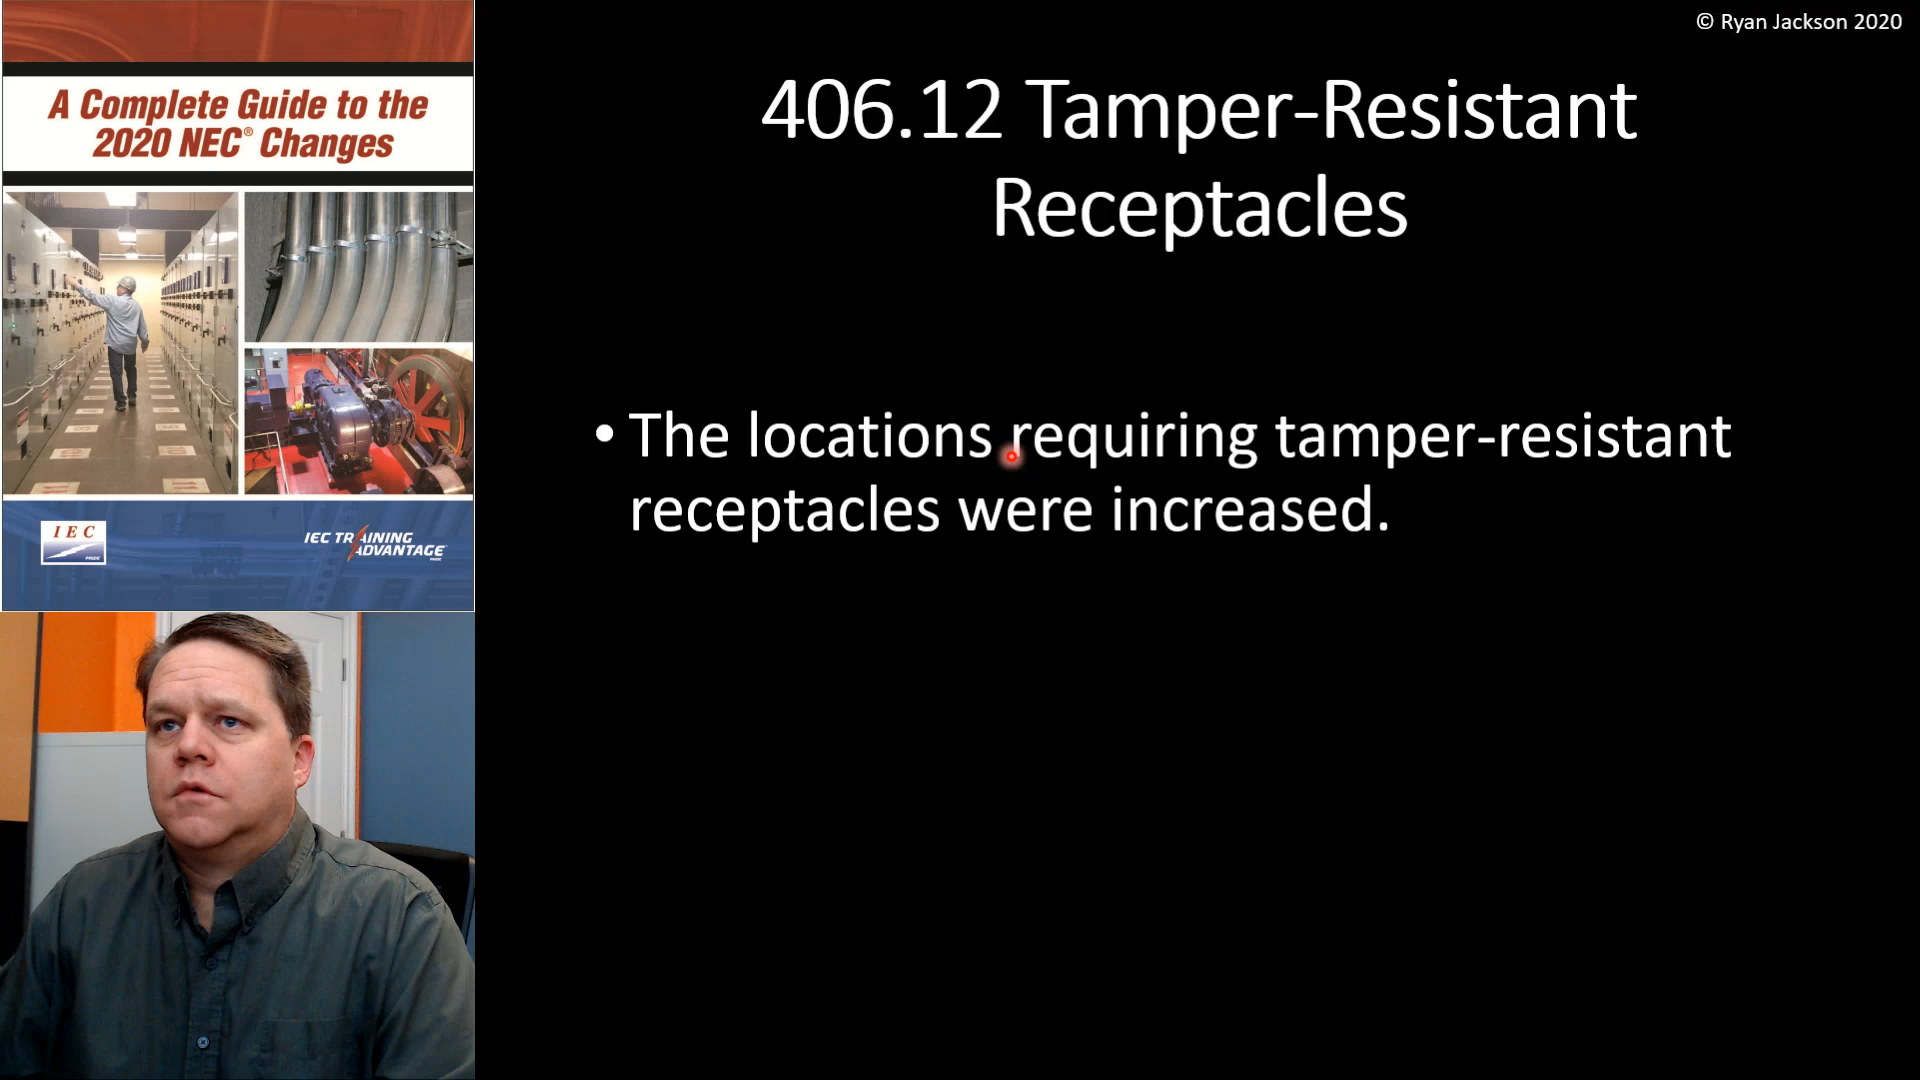 © Ryan Jackson 2020
A Complete Guide to the
2020 NEC® Changes
IEC
IEC TRAINING
ADVANTAGE
406.12 Tamper-Resistant
Receptacles
• The locations requiring tamper-resistant
receptacles were increased.